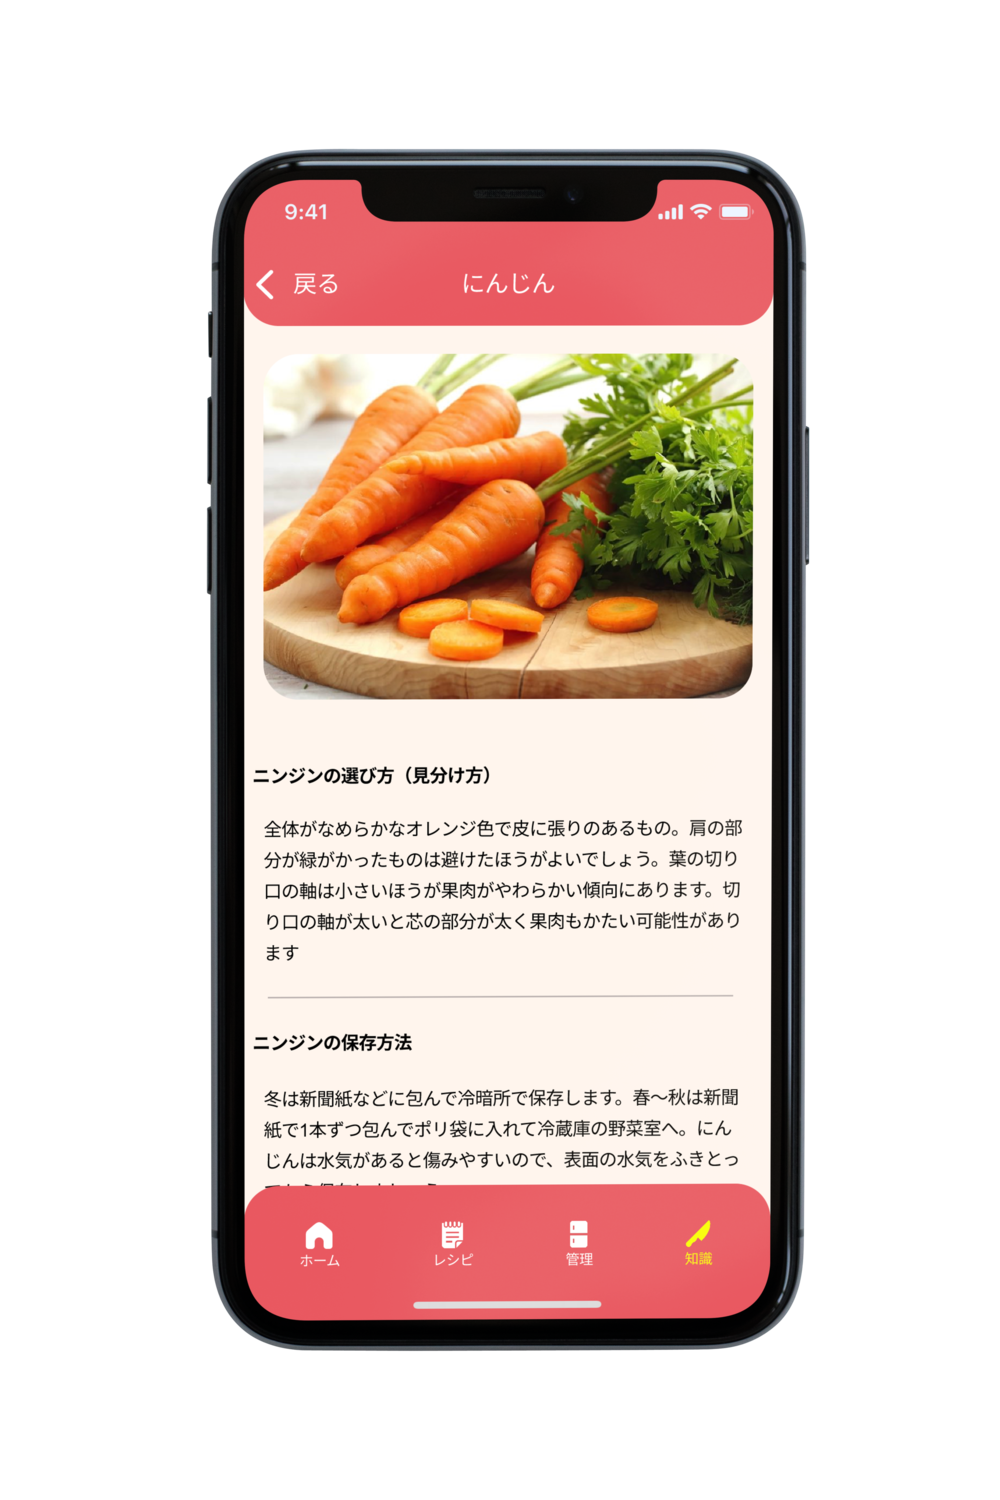 9:41
戻る
にんじん
ニンジンの選び方（見分け方）
全体がなめらかなオレンジ色で皮に張りのあるもの。肩の部
分が緑がかったものは避けたほうがよいでしょう。葉の切り
口の軸は小さいほうが果肉がやわらかい傾向にあります。切
り口の軸が太いと芯の部分が太く果肉もかたい可能性があり
ます
ニンジンの保存方法
冬は新聞紙などに包んで冷暗所で保存します。春〜秋は新聞
紙で1本ずつ包んでポリ袋に入れて冷蔵庫の野菜室へ。にん
じんは水気があると傷みやすいので、表面の水気をふきとっ
ホーム
レシピ
管理
知識